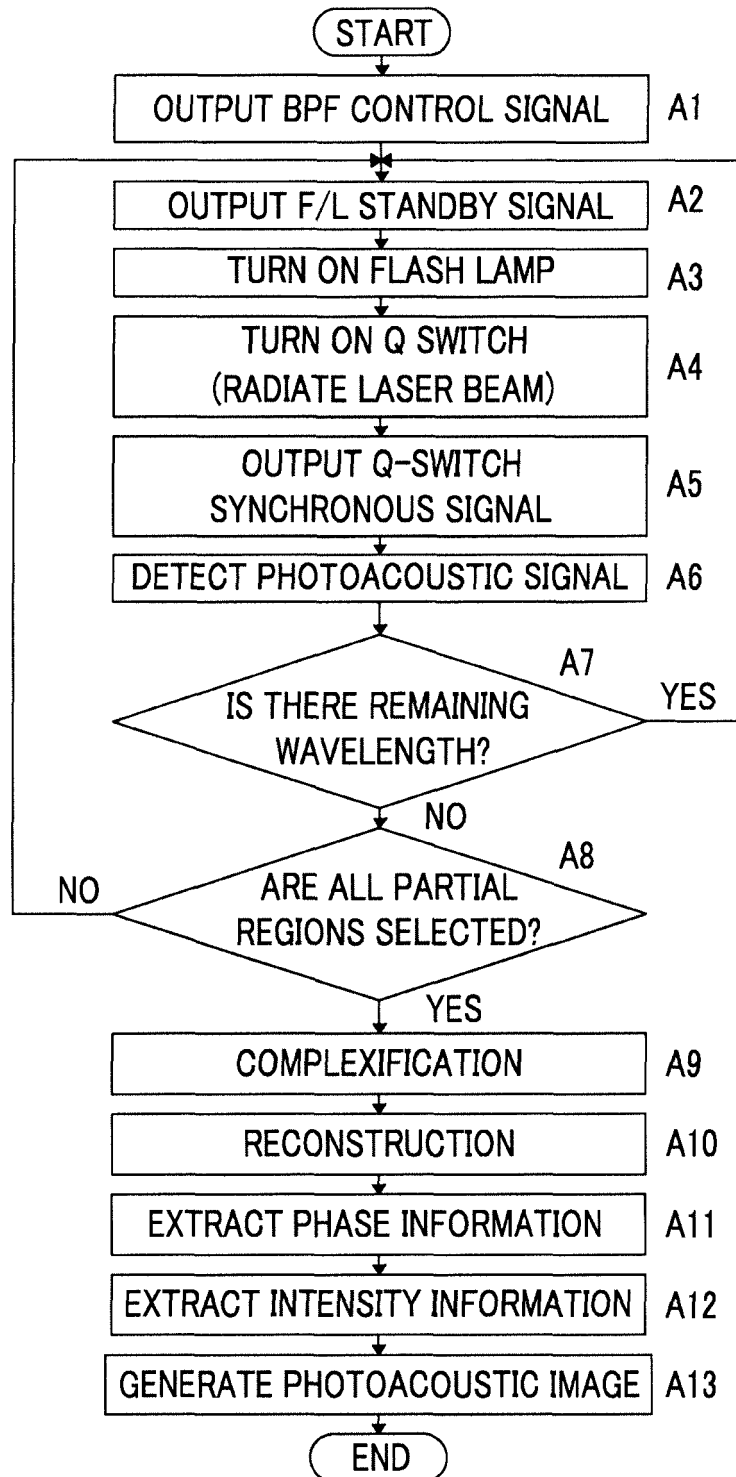 START
OUTPUT BPF CONTROL SIGNAL A1
OUTPUT F/L STANDBY SIGNAL A2
TURN ON FLASH LAMP A3
TURN ON Q SWITCH
(RADIATE LASER BEAM) A4
OUTPUT Q-SWITCH
SYNCHRONOUS SIGNAL A5
DETECT PHOTOACOUSTIC SIGNAL A6
A7
IS THERE REMAINING
WAVELENGTH?
YES
NO
A8
ARE ALL PARTIAL
REGIONS SELECTED?
NO
YES
COMPLEXIFICATION A9
RECONSTRUCTION A10
EXTRACT PHASE INFORMATION A11
EXTRACT INTENSITY INFORMATION A12
GENERATE PHOTOACOUSTIC IMAGE A13
END